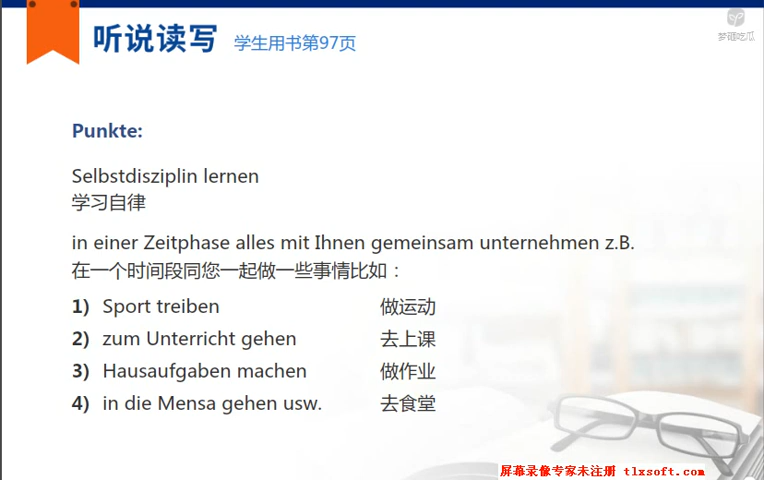 听说读写 学生用书第97页
梦砸吃瓜
Punkte:
Selbstdisziplin lernen
学习自律
in einer Zeitphase alles mit Ihnen gemeinsam unternehmen z.B.
在一个时间段同您一起做一些事情比如：
1) Sport treiben 做运动
2) zum Unterricht gehen 去上课
3) Hausaufgaben machen 做作业
4) in die Mensa gehen usw. 去食堂
屏幕录像专家未注册 tlxsoft.com